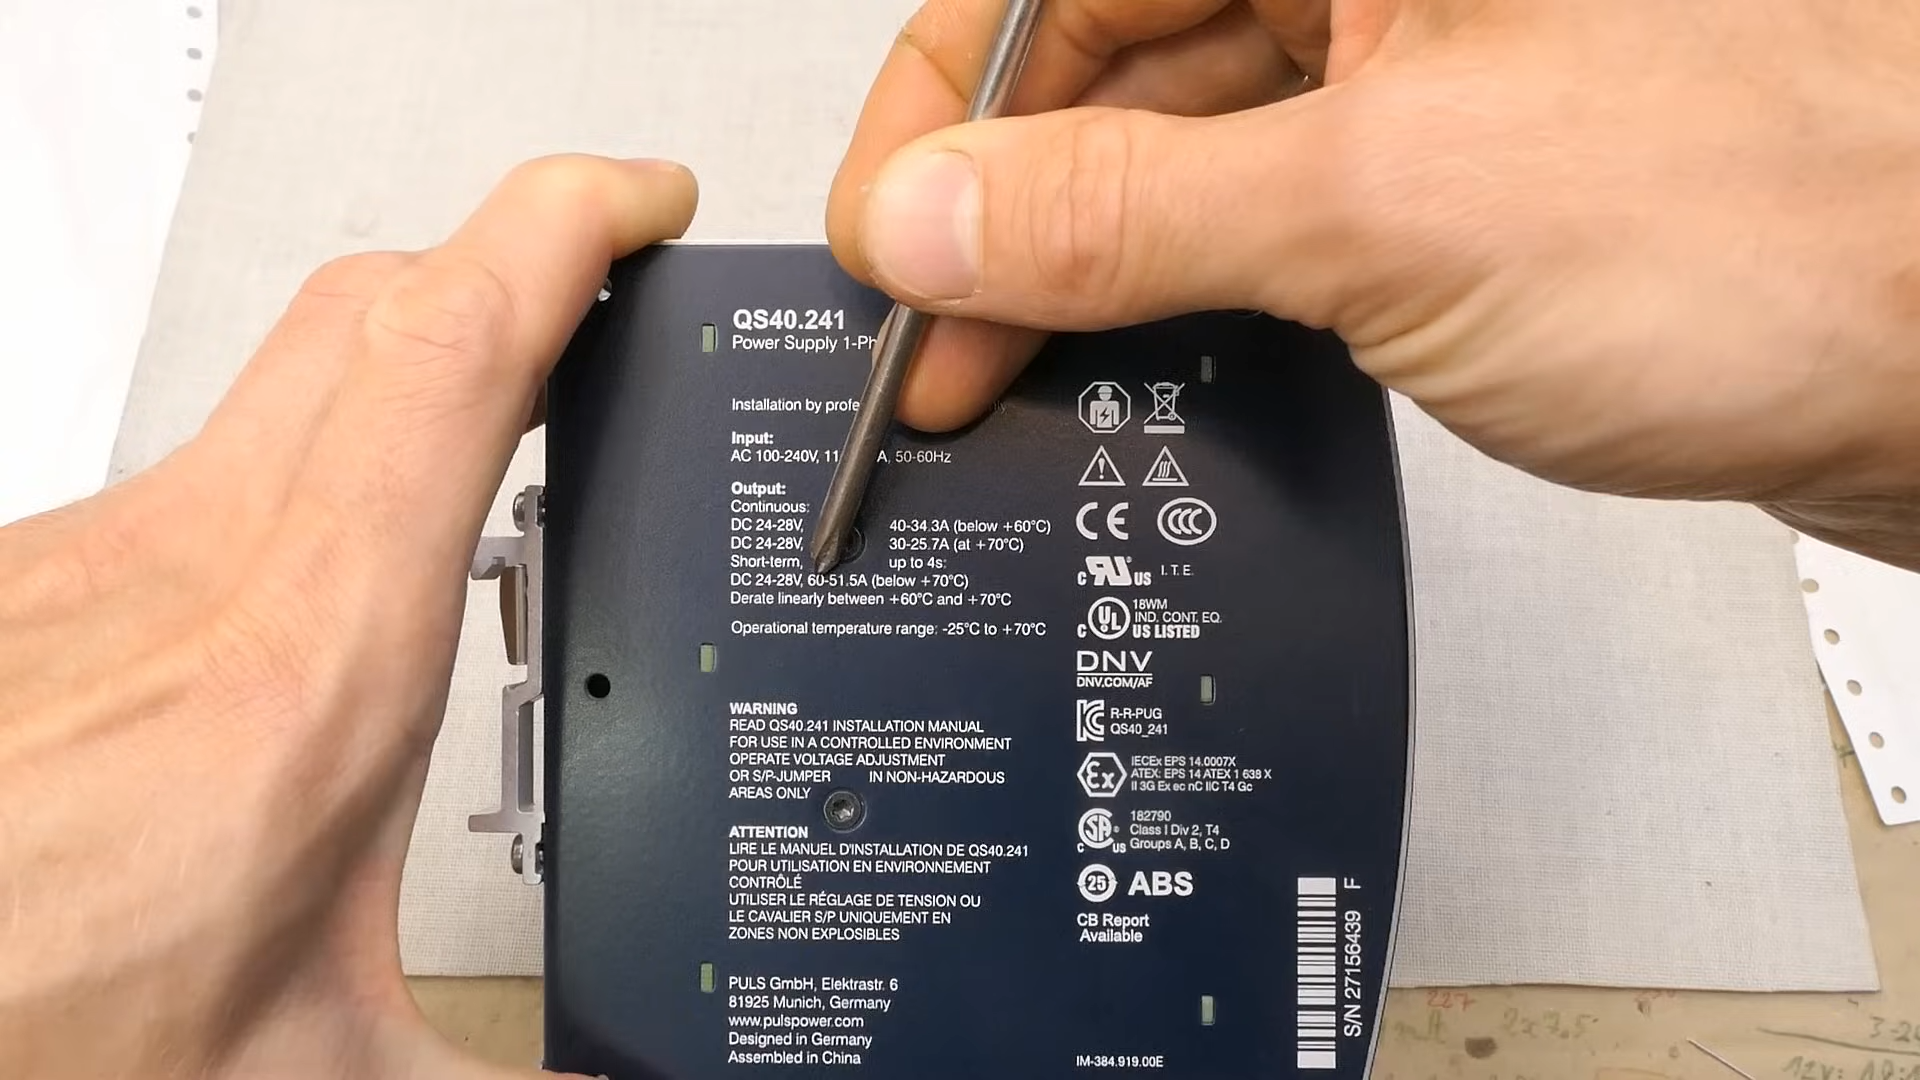 QS40.241
Power Supply 1-Ph
Installation by profe
Input:
AC 100-240V, 11 A, 50-60Hz
Output:
Continuous:
DC 24-28V, 40-34.3A (below +60°C)
DC 24-28V, 30-25.7A (at +70°C)
Short-term, up to 4s:
DC 24-28V, 60-51.5A (below +70°C)
Derate linearly between +60°C and +70°C
Operational temperature range: -25°C to +70°C
WARNING
READ QS40.241 INSTALLATION MANUAL
FOR USE IN A CONTROLLED ENVIRONMENT
OPERATE VOLTAGE ADJUSTMENT
OR S/P-JUMPER IN NON-HAZARDOUS
AREAS ONLY
ATTENTION
LIRE LE MANUEL D'INSTALLATION DE QS40.241
POUR UTILISATION EN ENVIRONNEMENT
CONTRÔLÉ
UTILISER LE RÉGLAGE DE TENSION OU
LE CAVALIER S/P UNIQUEMENT EN
ZONES NON EXPLOSIBLES
PULS GmbH, Elektrastr. 6
81925 Munich, Germany
www.pulspower.com
Designed in Germany
Assembled in China
CE CCC
c US I.T.E.
c UL 18WM
IND. CONT. EQ.
US LISTED
DNV
DNV.COM/AF
R-R-PUG
QS40_241
Ex IECEx EPS 14.0007X
ATEX: EPS 14 ATEX 1 638 X
II 3G Ex ec nC IIC T4 Gc
182790
Class I Div 2, T4
Groups A, B, C, D
c SA US
25 ABS
CB Report
Available
IM-384.919.00E
S/N 27156439 F
227
2x7.5